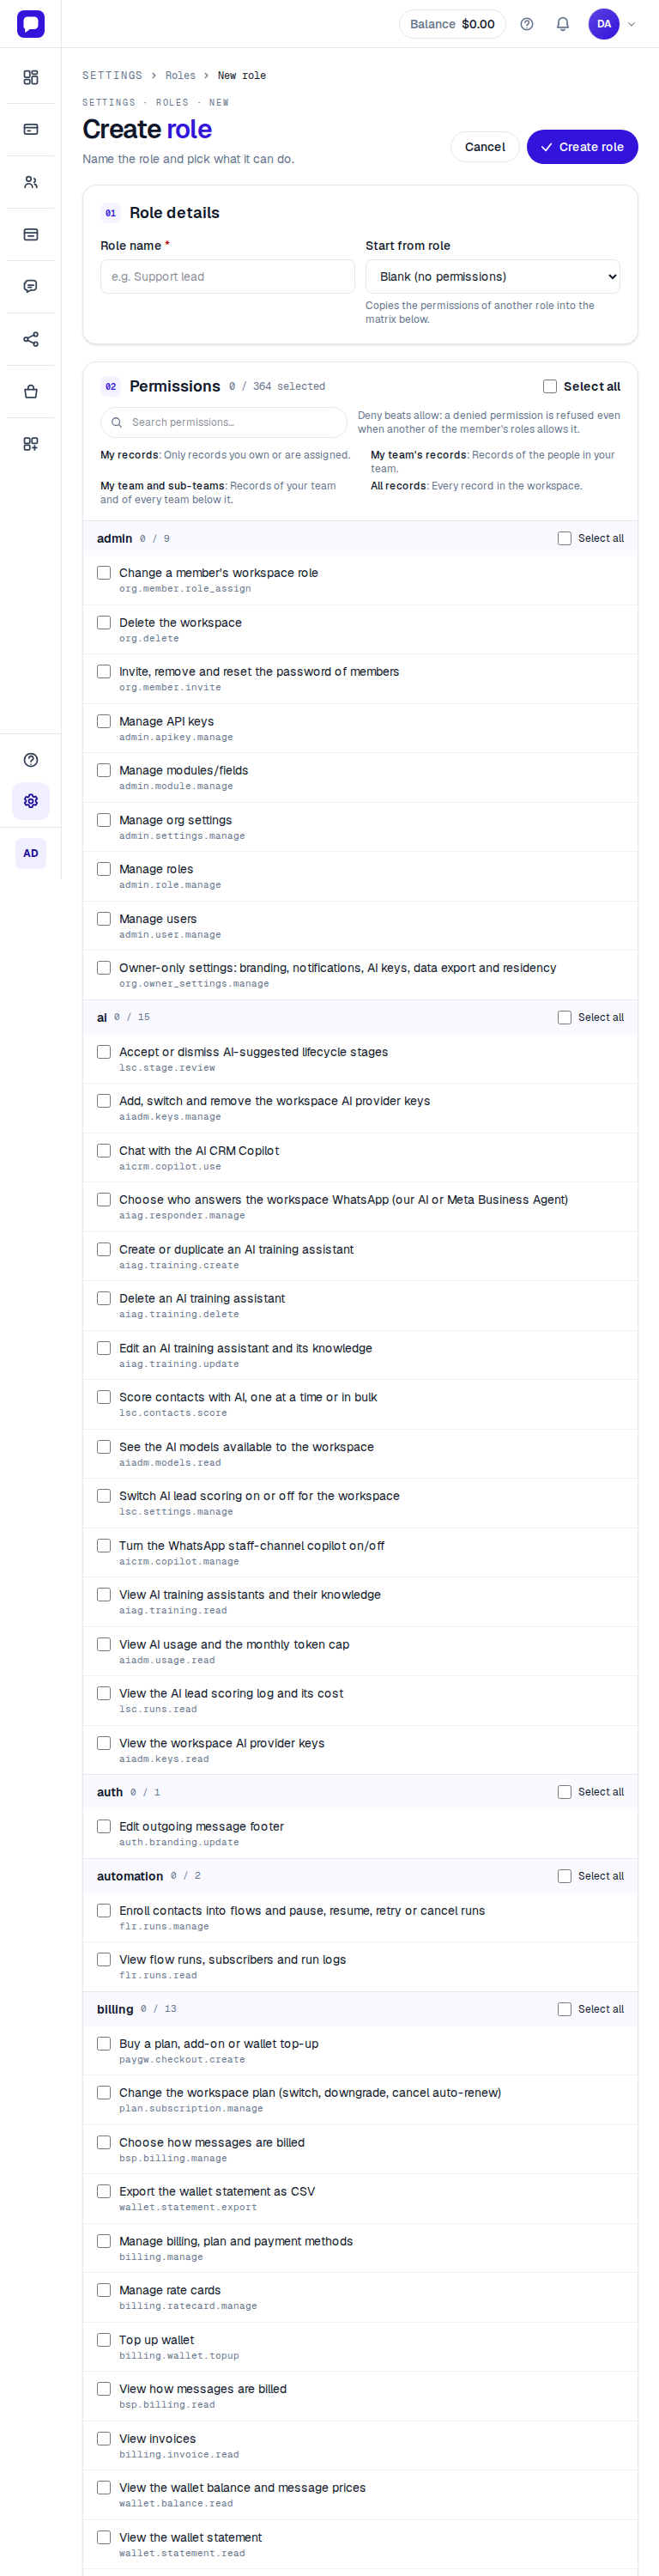 Balance $0.00
DA
SETTINGS › Roles › New role
SETTINGS · ROLES · NEW
Create role
Name the role and pick what it can do.
Cancel
Create role
01 Role details
Role name *
Start from role
e.g. Support lead
Blank (no permissions)
Copies the permissions of another role into the
matrix below.
02 Permissions 0 / 364 selected
Select all
Search permissions…
Deny beats allow: a denied permission is refused even
when another of the member's roles allows it.
My records: Only records you own or are assigned.
My team's records: Records of the people in your
team.
My team and sub-teams: Records of your team
and of every team below it.
All records: Every record in the workspace.
admin 0 / 9
Select all
Change a member's workspace role
org.member.role_assign
Delete the workspace
org.delete
Invite, remove and reset the password of members
org.member.invite
Manage API keys
admin.apikey.manage
Manage modules/fields
admin.module.manage
Manage org settings
admin.settings.manage
Manage roles
admin.role.manage
AD
Manage users
admin.user.manage
Owner-only settings: branding, notifications, AI keys, data export and residency
org.owner_settings.manage
ai 0 / 15
Select all
Accept or dismiss AI-suggested lifecycle stages
lsc.stage.review
Add, switch and remove the workspace AI provider keys
aiadm.keys.manage
Chat with the AI CRM Copilot
aicrm.copilot.use
Choose who answers the workspace WhatsApp (our AI or Meta Business Agent)
aiag.responder.manage
Create or duplicate an AI training assistant
aiag.training.create
Delete an AI training assistant
aiag.training.delete
Edit an AI training assistant and its knowledge
aiag.training.update
Score contacts with AI, one at a time or in bulk
lsc.contacts.score
See the AI models available to the workspace
aiadm.models.read
Switch AI lead scoring on or off for the workspace
lsc.settings.manage
Turn the WhatsApp staff-channel copilot on/off
aicrm.copilot.manage
View AI training assistants and their knowledge
aiag.training.read
View AI usage and the monthly token cap
aiadm.usage.read
View the AI lead scoring log and its cost
lsc.runs.read
View the workspace AI provider keys
aiadm.keys.read
auth 0 / 1
Select all
Edit outgoing message footer
auth.branding.update
automation 0 / 2
Select all
Enroll contacts into flows and pause, resume, retry or cancel runs
flr.runs.manage
View flow runs, subscribers and run logs
flr.runs.read
billing 0 / 13
Select all
Buy a plan, add-on or wallet top-up
paygw.checkout.create
Change the workspace plan (switch, downgrade, cancel auto-renew)
plan.subscription.manage
Choose how messages are billed
bsp.billing.manage
Export the wallet statement as CSV
wallet.statement.export
Manage billing, plan and payment methods
billing.manage
Manage rate cards
billing.ratecard.manage
Top up wallet
billing.wallet.topup
View how messages are billed
bsp.billing.read
View invoices
billing.invoice.read
View the wallet balance and message prices
wallet.balance.read
View the wallet statement
wallet.statement.read